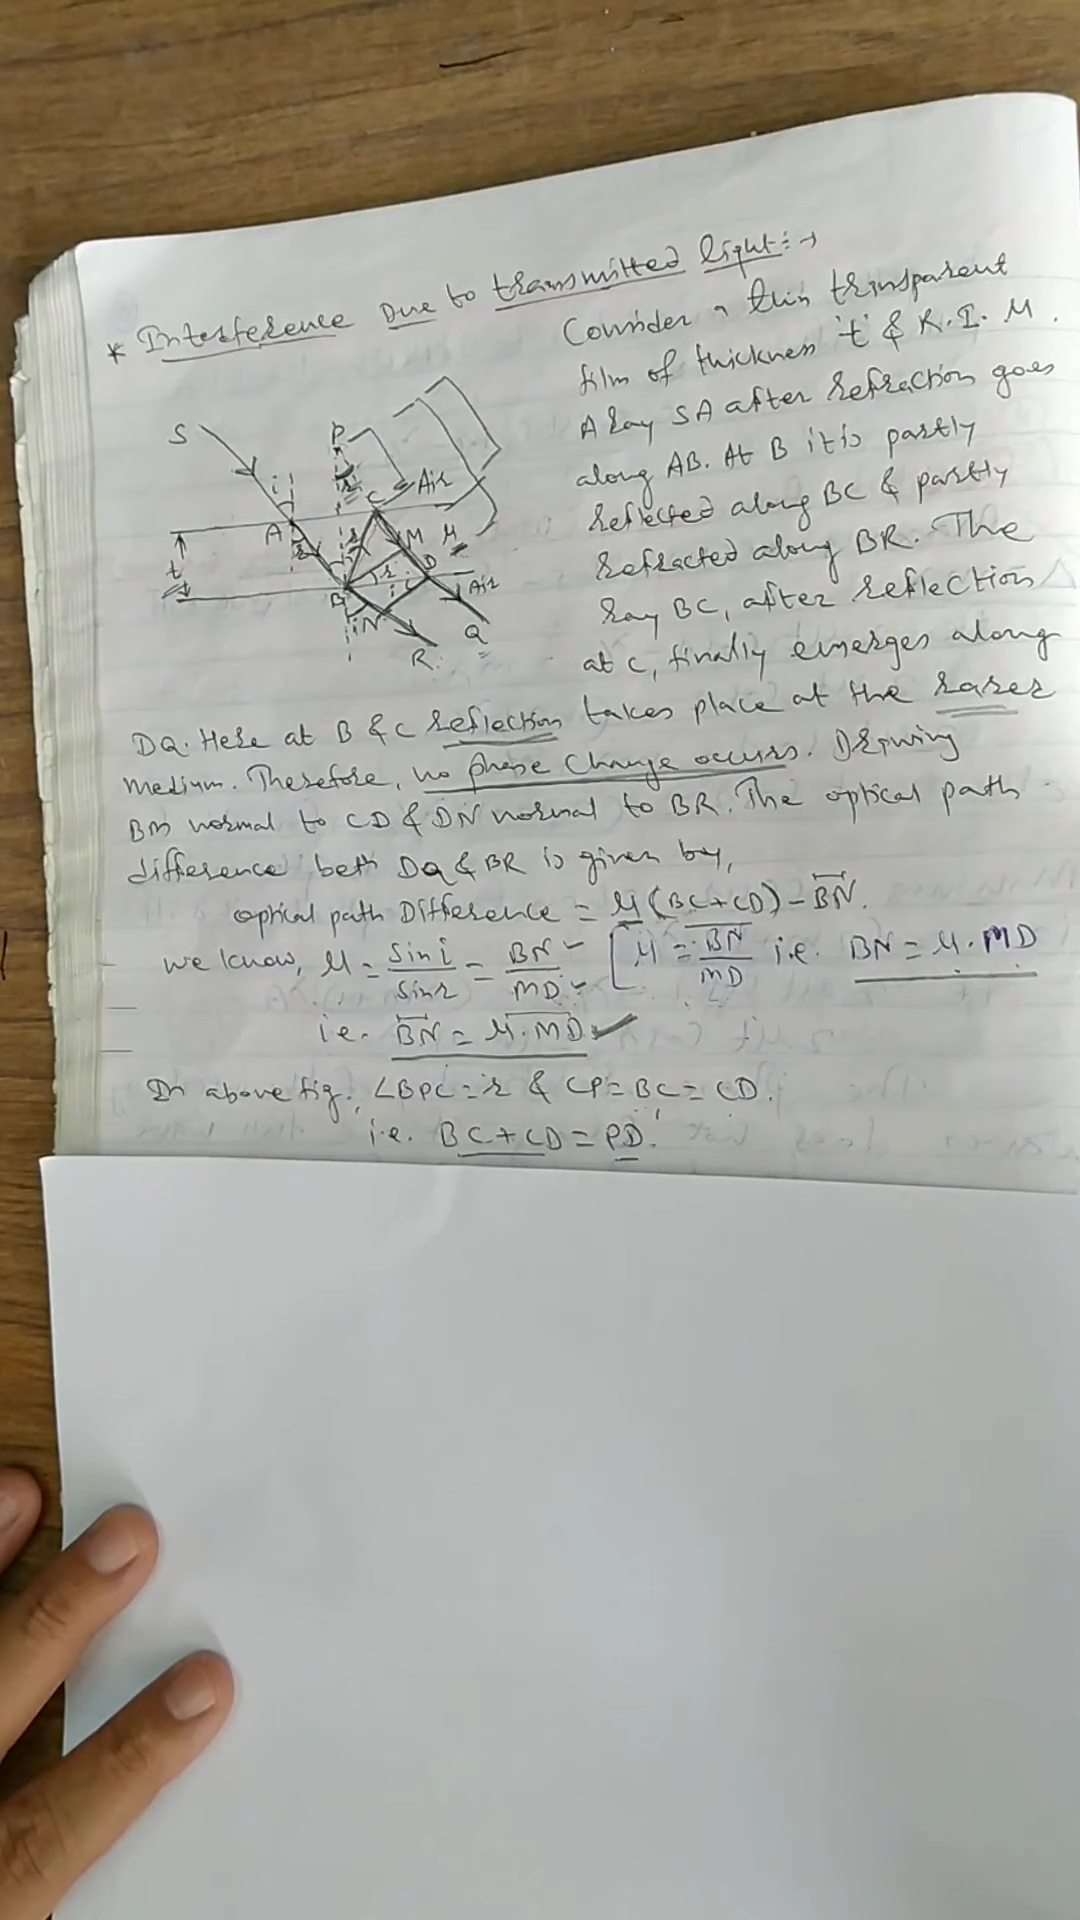 * Interference Due to transmitted light :→
Consider a thin transparent
film of thickness 't' & R.I. μ.
A ray SA after refraction goes
along AB. At B it is partly
reflected along BC & partly
refracted along BR. The
ray BC, after reflection
at C, finally emerges along
DQ. Here at B & C reflection takes place at the rarer
medium. Therefore, no phase change occurs. Drawing
BM normal to CD & DN normal to BR. The optical path
difference betn DQ & BR is given by,
optical path Difference = μ(BC+CD) - BN.
we know, μ = sin i / sin r = BN / MD [ μ = BN / MD i.e. BN = μ. MD
i.e. BN = μ. MD
In above fig. ∠BPC = r & CP = BC = CD.
i.e. BC + CD = PD.
S
P
i
r
C
Air
A
r
r
M
μ
t
r
D
B
i
Air
i
N
Q
R